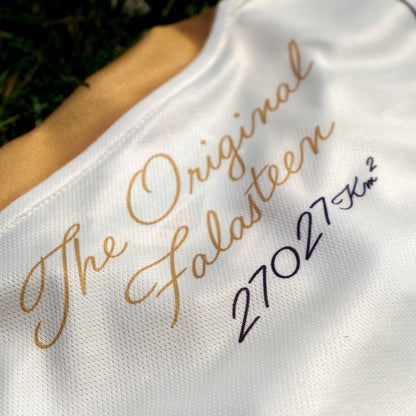 The Original
Falasteen
27027 Km²